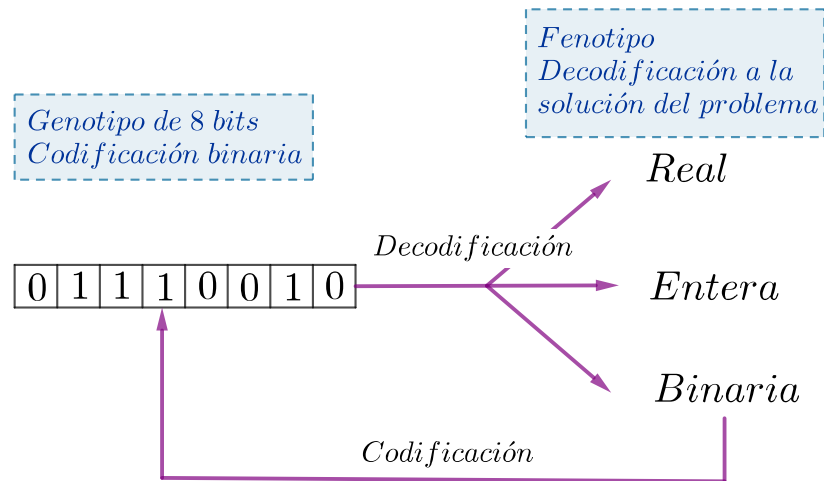 Fenotipo
Decodificación a la
solución del problema
Genotipo de 8 bits
Codificación binaria
Real
Decodificación
0 1 1 1 0 0 1 0
Entera
Binaria
Codificación